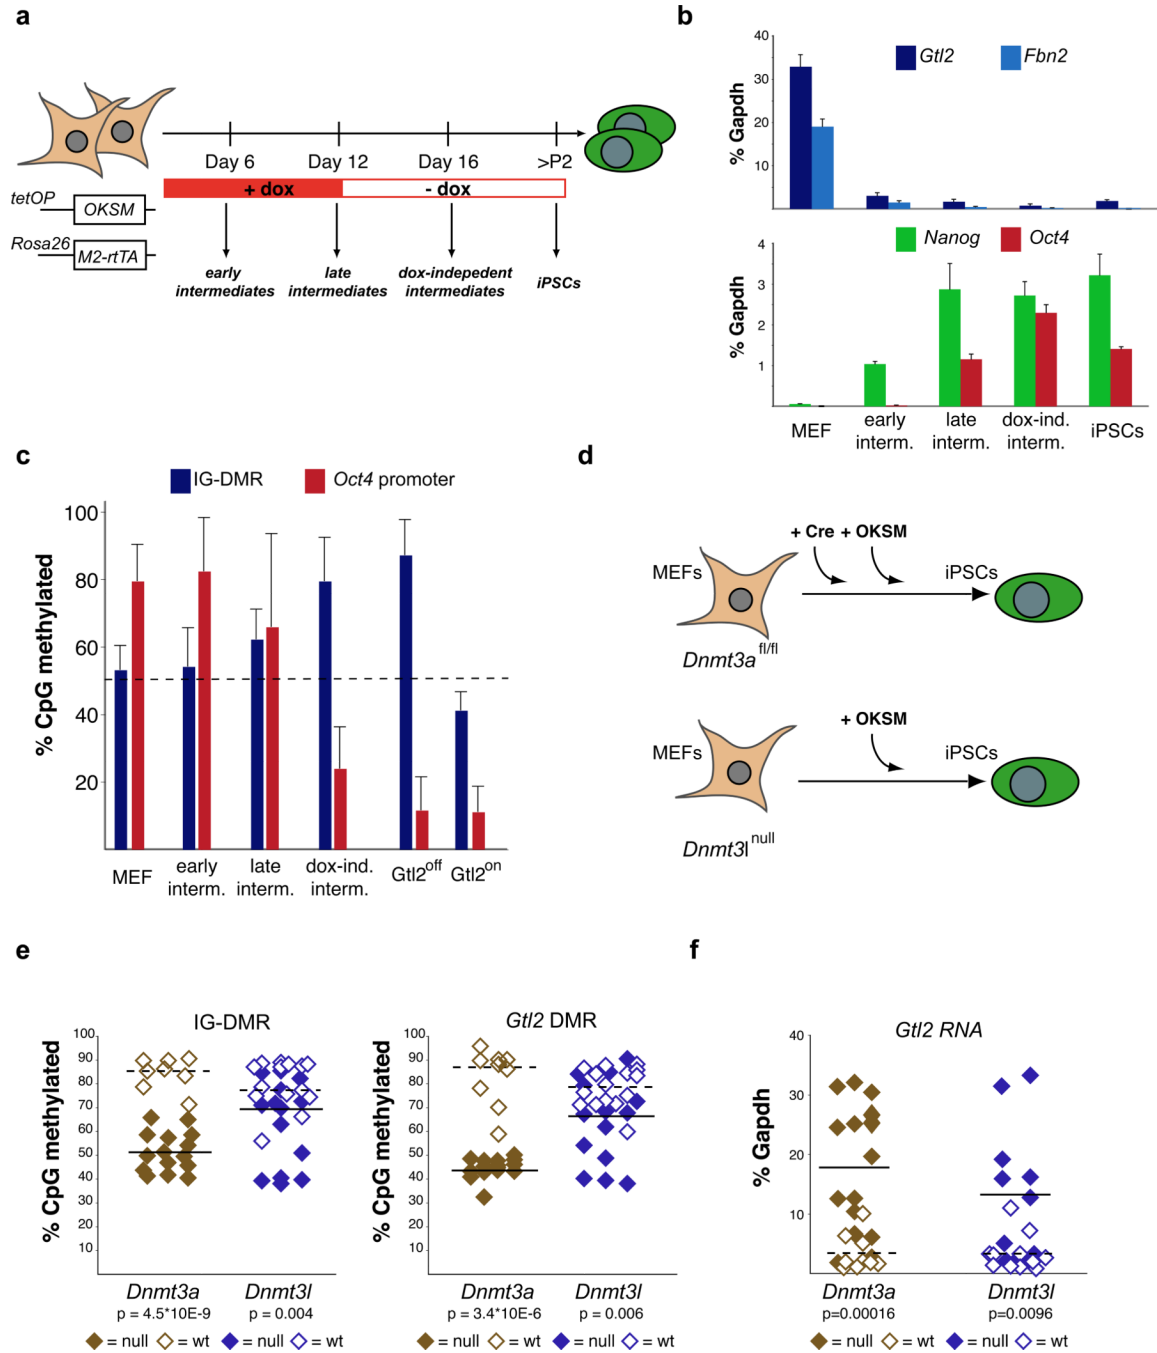 a
Day 6
Day 12
Day 16
>P2
+ dox
- dox
tetOP
OKSM
Rosa26
M2-rtTA
early
intermediates
late
intermediates
dox-indepedent
intermediates
iPSCs
b
Gtl2
Fbn2
% Gapdh
40
30
20
10
Nanog
Oct4
% Gapdh
4
3
2
1
MEF
early
interm.
late
interm.
dox-ind.
interm.
iPSCs
c
IG-DMR
Oct4 promoter
% CpG methylated
100
80
60
40
20
MEF
early
interm.
late
interm.
dox-ind.
interm.
Gtl2off
Gtl2on
d
+ Cre + OKSM
MEFs
iPSCs
Dnmt3a fl/fl
+ OKSM
MEFs
iPSCs
Dnmt3l null
e
IG-DMR
% CpG methylated
100
90
80
70
60
50
40
30
20
10
Dnmt3a
Dnmt3l
p = 4.5*10E-9
p = 0.004
= null
= wt
= null
= wt
Gtl2 DMR
% CpG methylated
100
90
80
70
60
50
40
30
20
10
Dnmt3a
Dnmt3l
p = 3.4*10E-6
p = 0.006
= null
= wt
= null
= wt
f
Gtl2 RNA
% Gapdh
40
30
20
10
Dnmt3a
Dnmt3l
p=0.00016
p=0.0096
= null
= wt
= null
= wt